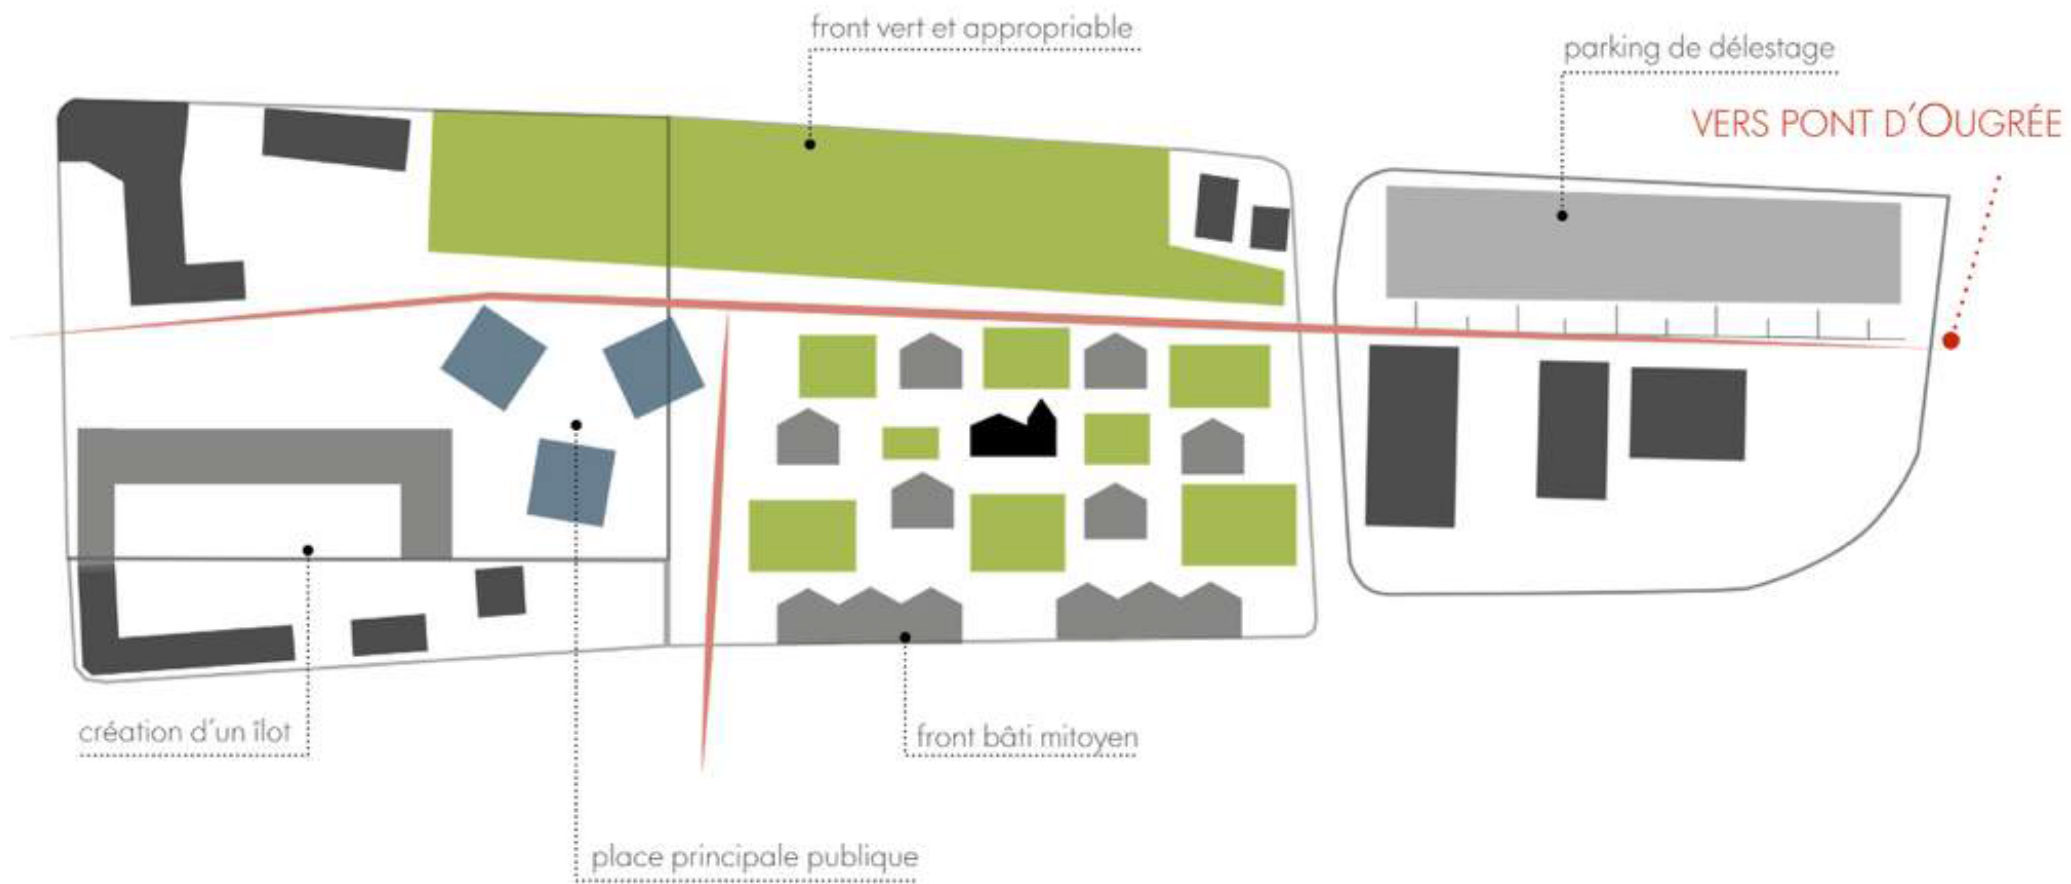 front vert et appropriable
parking de délestage
VERS PONT D'OUGRÉE
création d'un îlot
front bâti mitoyen
place principale publique